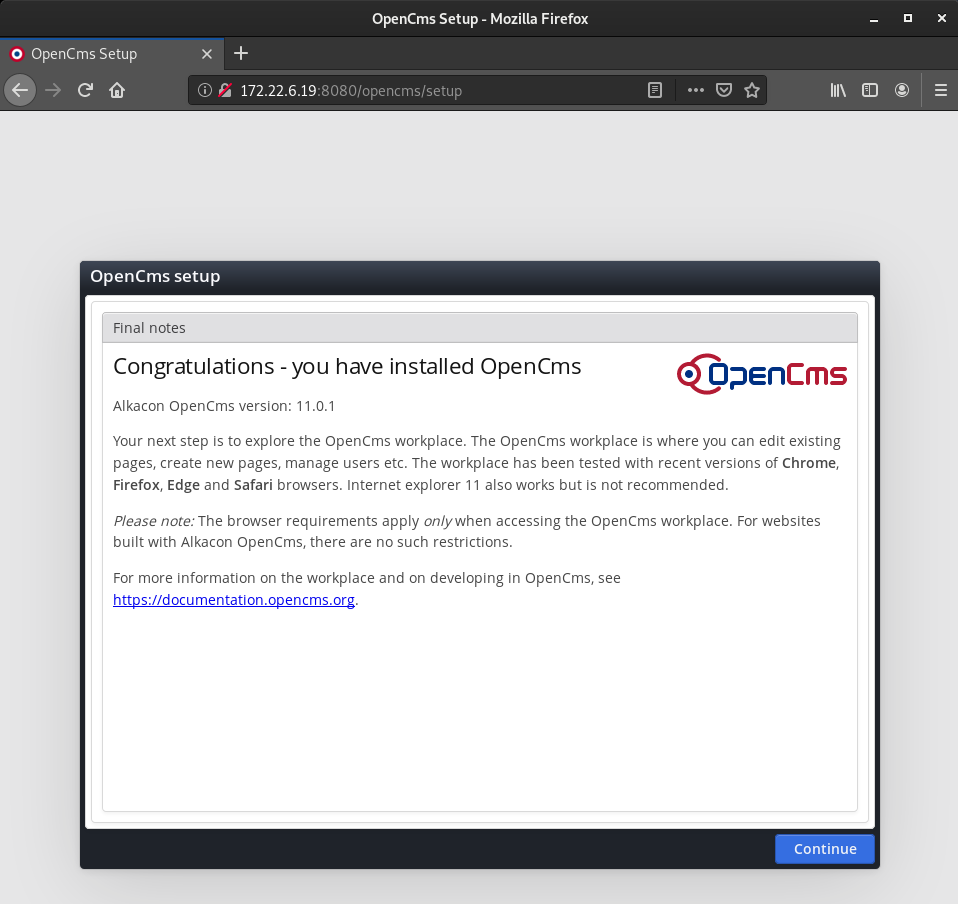 OpenCms Setup - Mozilla Firefox
OpenCms Setup
172.22.6.19:8080/opencms/setup
OpenCms setup
Final notes
Congratulations - you have installed OpenCms
OpenCms
Alkacon OpenCms version: 11.0.1
Your next step is to explore the OpenCms workplace. The OpenCms workplace is where you can edit existing
pages, create new pages, manage users etc. The workplace has been tested with recent versions of Chrome,
Firefox, Edge and Safari browsers. Internet explorer 11 also works but is not recommended.
Please note: The browser requirements apply only when accessing the OpenCms workplace. For websites
built with Alkacon OpenCms, there are no such restrictions.
For more information on the workplace and on developing in OpenCms, see
https://documentation.opencms.org.
Continue